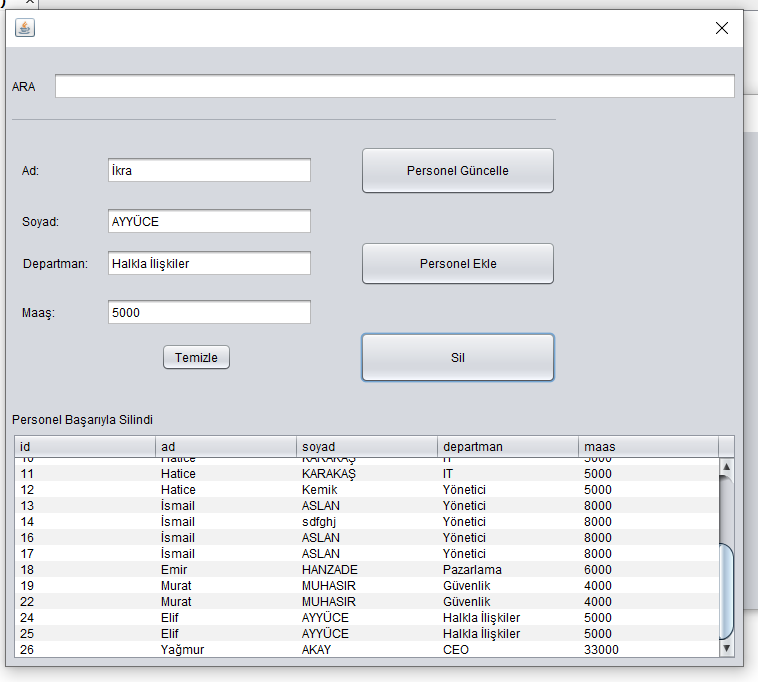 ARA
Ad: İkra Personel Güncelle
Soyad: AYYÜCE
Departman: Halkla İlişkiler Personel Ekle
Maaş: 5000
Temizle Sil
Personel Başarıyla Silindi
id ad soyad departman maas
10 Hatice KARAKAŞ IT 5000
11 Hatice KARAKAŞ IT 5000
12 Hatice Kemik Yönetici 5000
13 İsmail ASLAN Yönetici 8000
14 İsmail sdfghj Yönetici 8000
16 İsmail ASLAN Yönetici 8000
17 İsmail ASLAN Yönetici 8000
18 Emir HANZADE Pazarlama 6000
19 Murat MUHASIR Güvenlik 4000
22 Murat MUHASIR Güvenlik 4000
24 Elif AYYÜCE Halkla İlişkiler 5000
25 Elif AYYÜCE Halkla İlişkiler 5000
26 Yağmur AKAY CEO 33000